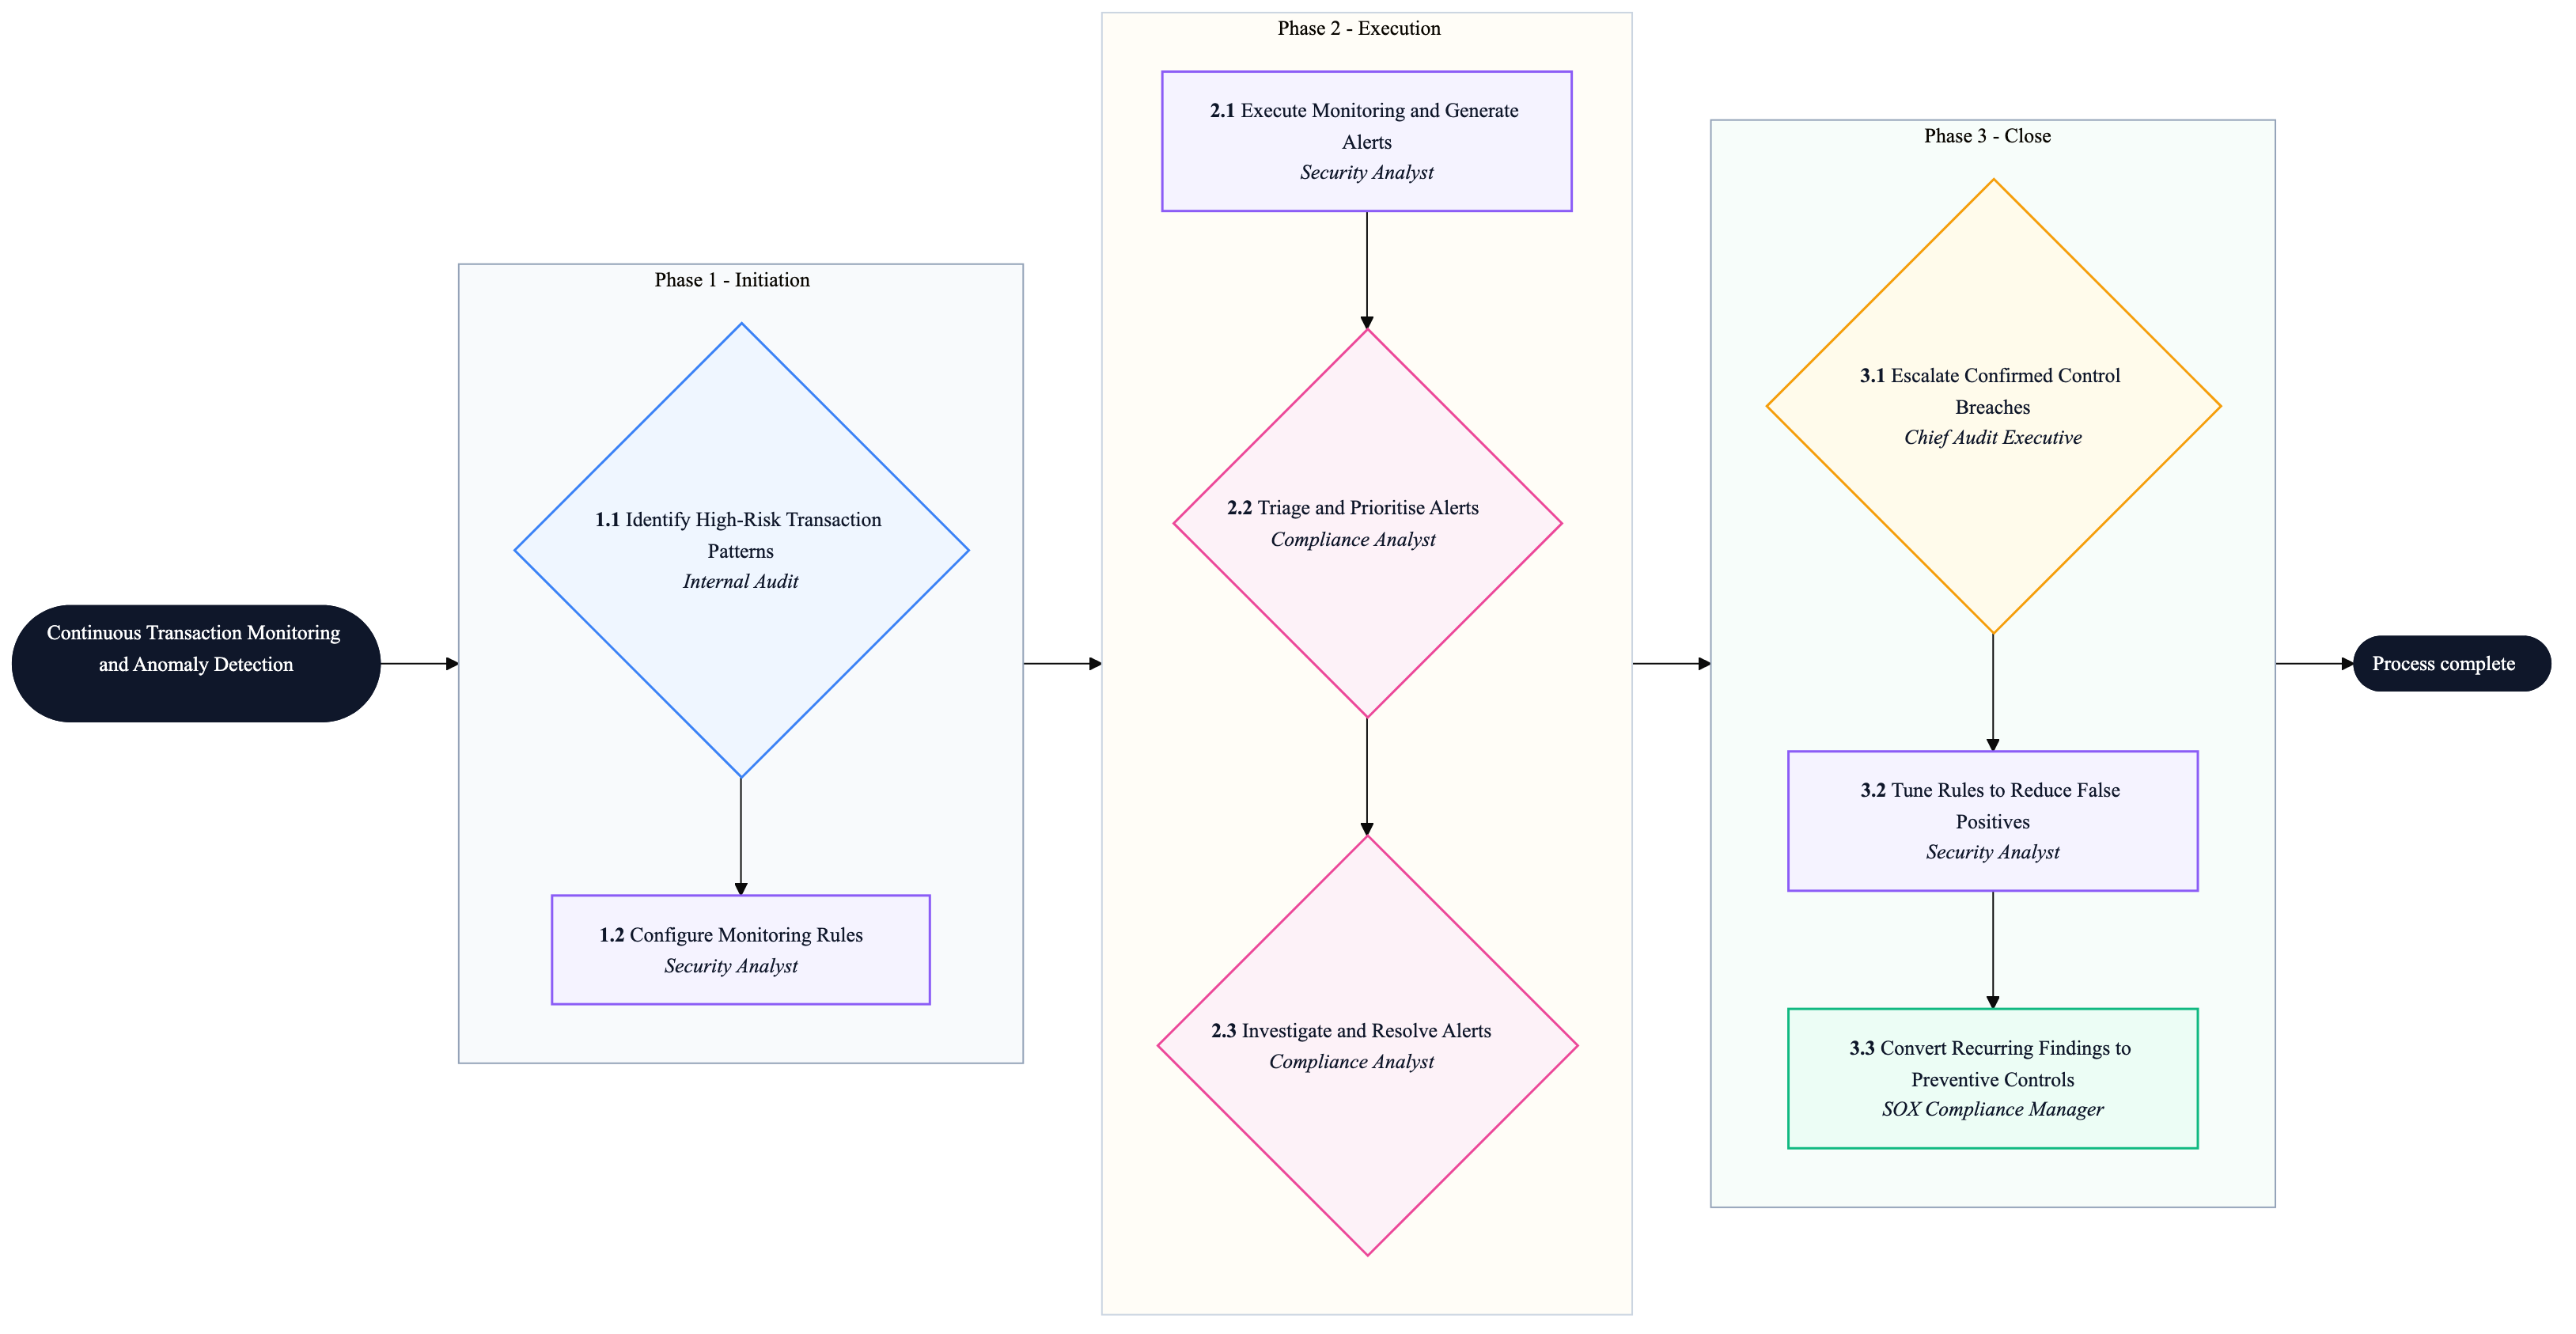 Continuous Transaction Monitoring
and Anomaly Detection
Phase 1 - Initiation
1.1 Identify High-Risk Transaction
Patterns
Internal Audit
1.2 Configure Monitoring Rules
Security Analyst
Phase 2 - Execution
2.1 Execute Monitoring and Generate
Alerts
Security Analyst
2.2 Triage and Prioritise Alerts
Compliance Analyst
2.3 Investigate and Resolve Alerts
Compliance Analyst
Phase 3 - Close
3.1 Escalate Confirmed Control
Breaches
Chief Audit Executive
3.2 Tune Rules to Reduce False
Positives
Security Analyst
3.3 Convert Recurring Findings to
Preventive Controls
SOX Compliance Manager
Process complete